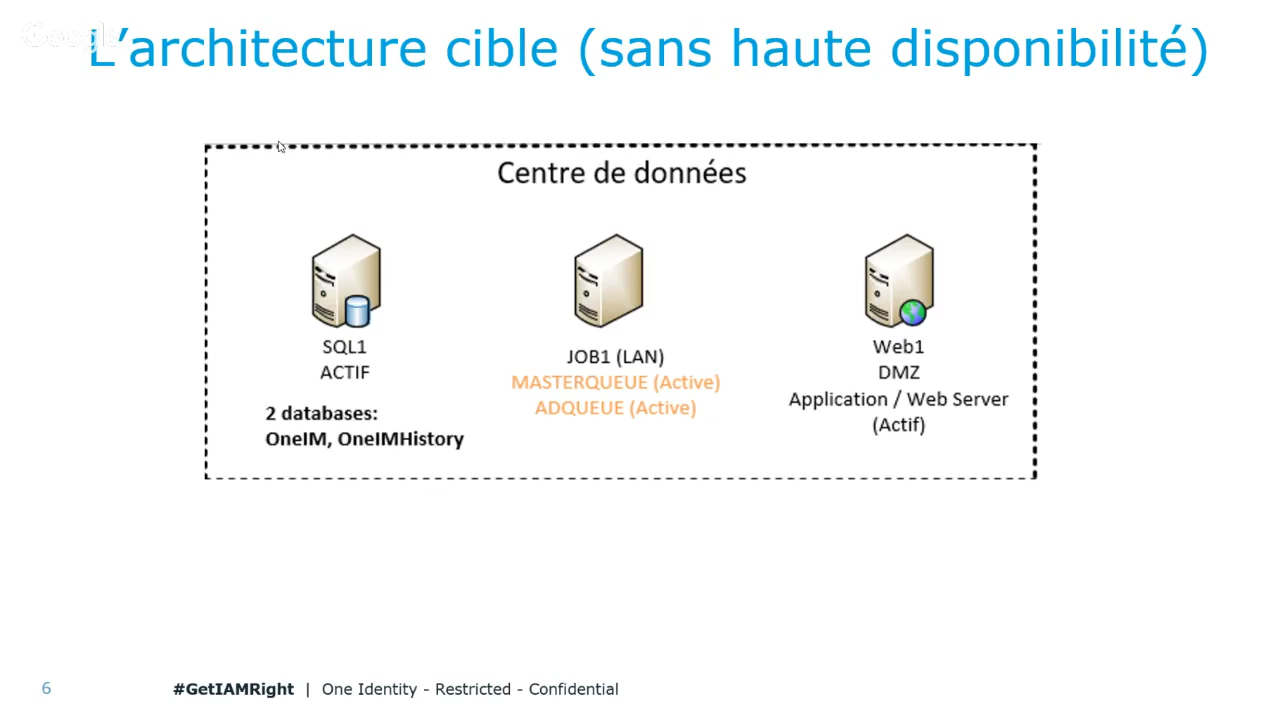 Google
L’architecture cible (sans haute disponibilité)
Centre de données
SQL1
ACTIF
2 databases:
OneIM, OneIMHistory
JOB1 (LAN)
MASTERQUEUE (Active)
ADQUEUE (Active)
Web1
DMZ
Application / Web Server
(Actif)
6
#GetIAMRight | One Identity - Restricted - Confidential